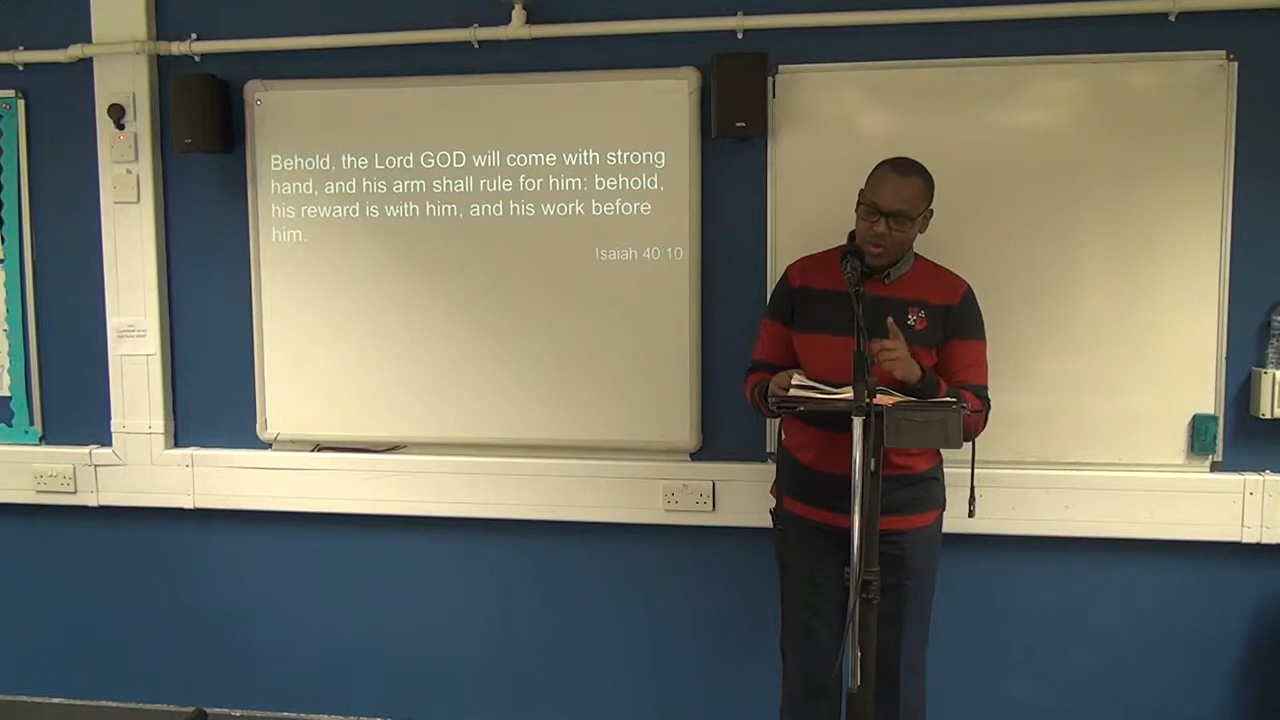 Behold, the Lord GOD will come with strong
hand, and his arm shall rule for him: behold,
his reward is with him, and his work before
him.
Isaiah 40:10